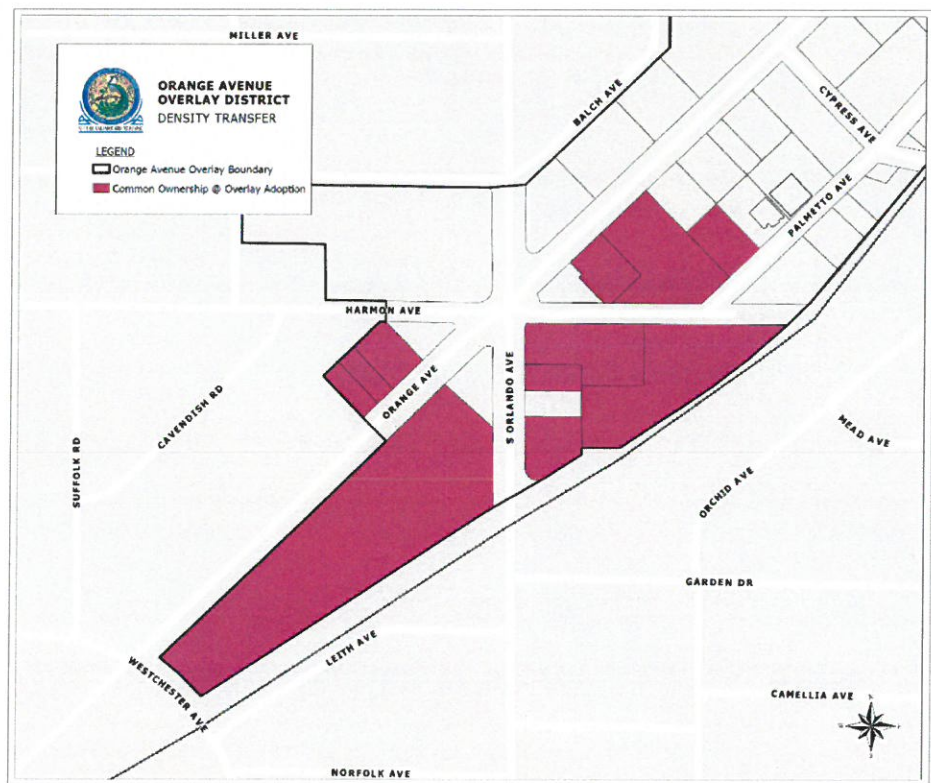 MILLER AVE
ORANGE AVENUE
OVERLAY DISTRICT
DENSITY TRANSFER
LEGEND
Orange Avenue Overlay Boundary
Common Ownership @ Overlay Adoption
BALCH AVE
CYPRESS AVE
PALMETTO AVE
HARMON AVE
ORANGE AVE
S ORLANDO AVE
CAVENDISH RD
SUFFOLK RD
MEAD AVE
ORCHID AVE
GARDEN DR
LEITH AVE
WESTCHESTER AVE
CAMELLIA AVE
NORFOLK AVE